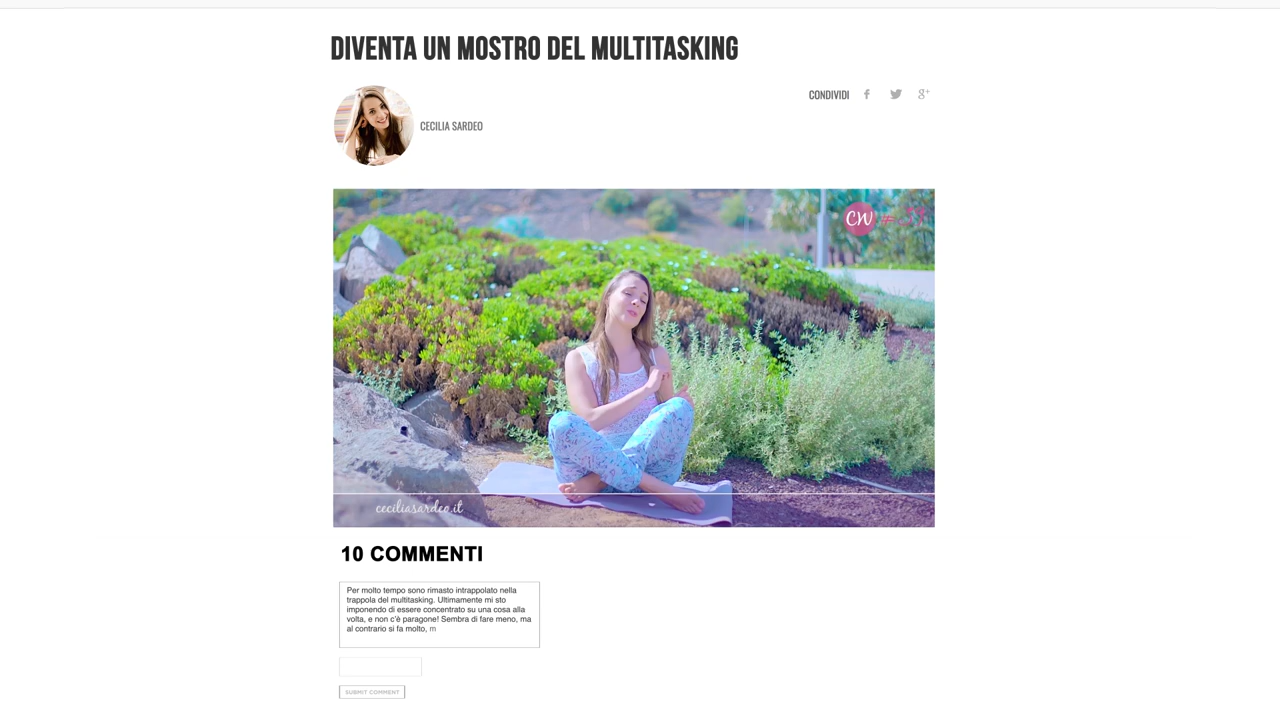 DIVENTA UN MOSTRO DEL MULTITASKING
CONDIVIDI
CECILIA SARDEO
CW
ceciliasardeo.it
10 COMMENTI
Per molto tempo sono rimasto intrappolato nella
trappola del multitasking. Ultimamente mi sto
imponendo di essere concentrato su una cosa alla
volta, e non c'è paragone! Sembra di fare meno, ma
al contrario si fa molto, m
SUBMIT COMMENT